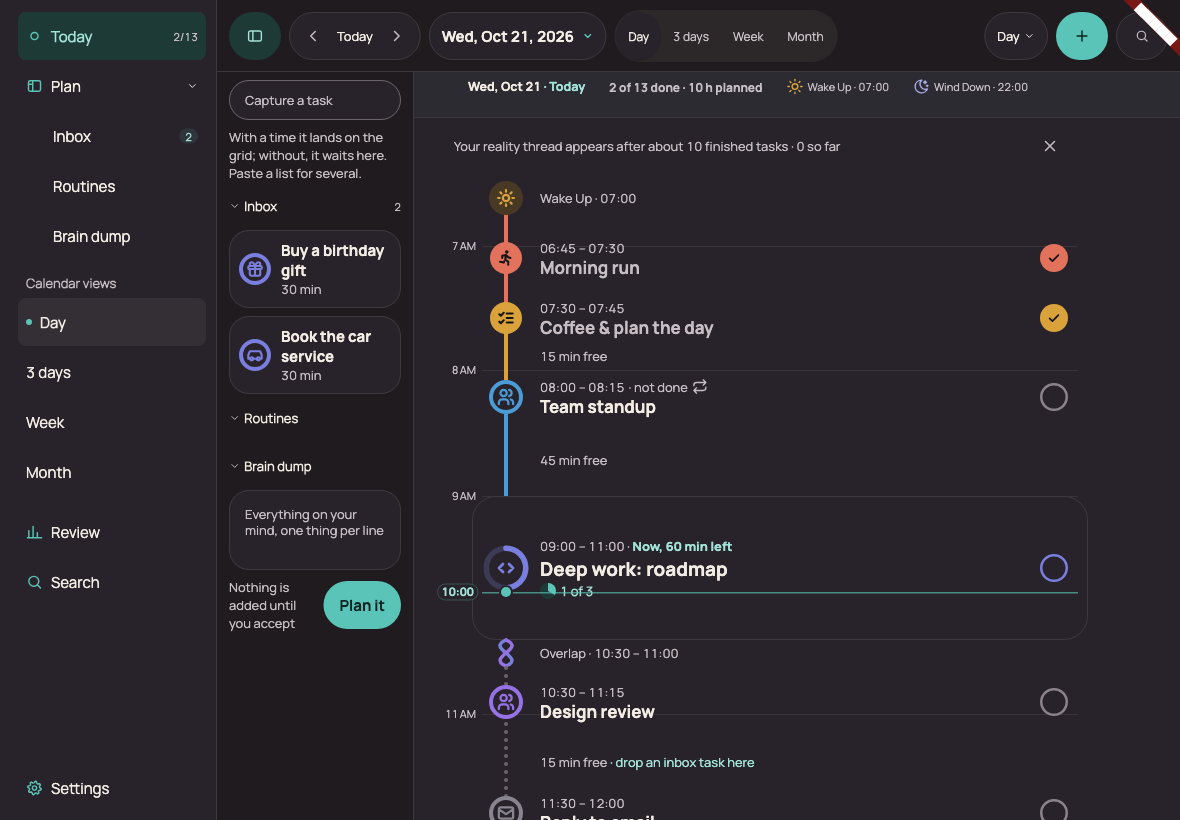 Today 2/13
Plan
Inbox 2
Routines
Brain dump
Calendar views
Day
3 days
Week
Month
Review
Search
Settings
Today
Wed, Oct 21, 2026
Day 3 days Week Month
Day
Capture a task
With a time it lands on the
grid; without, it waits here.
Paste a list for several.
Inbox 2
Buy a birthday
gift
30 min
Book the car
service
30 min
Routines
Brain dump
Everything on your
mind, one thing per line
Nothing is
added until
you accept
Plan it
Wed, Oct 21 · Today 2 of 13 done · 10 h planned Wake Up · 07:00 Wind Down · 22:00
Your reality thread appears after about 10 finished tasks · 0 so far
Wake Up · 07:00
7 AM
06:45 – 07:30
Morning run
07:30 – 07:45
Coffee & plan the day
15 min free
8 AM
08:00 – 08:15 · not done
Team standup
45 min free
9 AM
09:00 – 11:00 · Now, 60 min left
Deep work: roadmap
10:00
1 of 3
Overlap · 10:30 – 11:00
10:30 – 11:15
Design review
11 AM
15 min free · drop an inbox task here
11:30 – 12:00
Reply to email